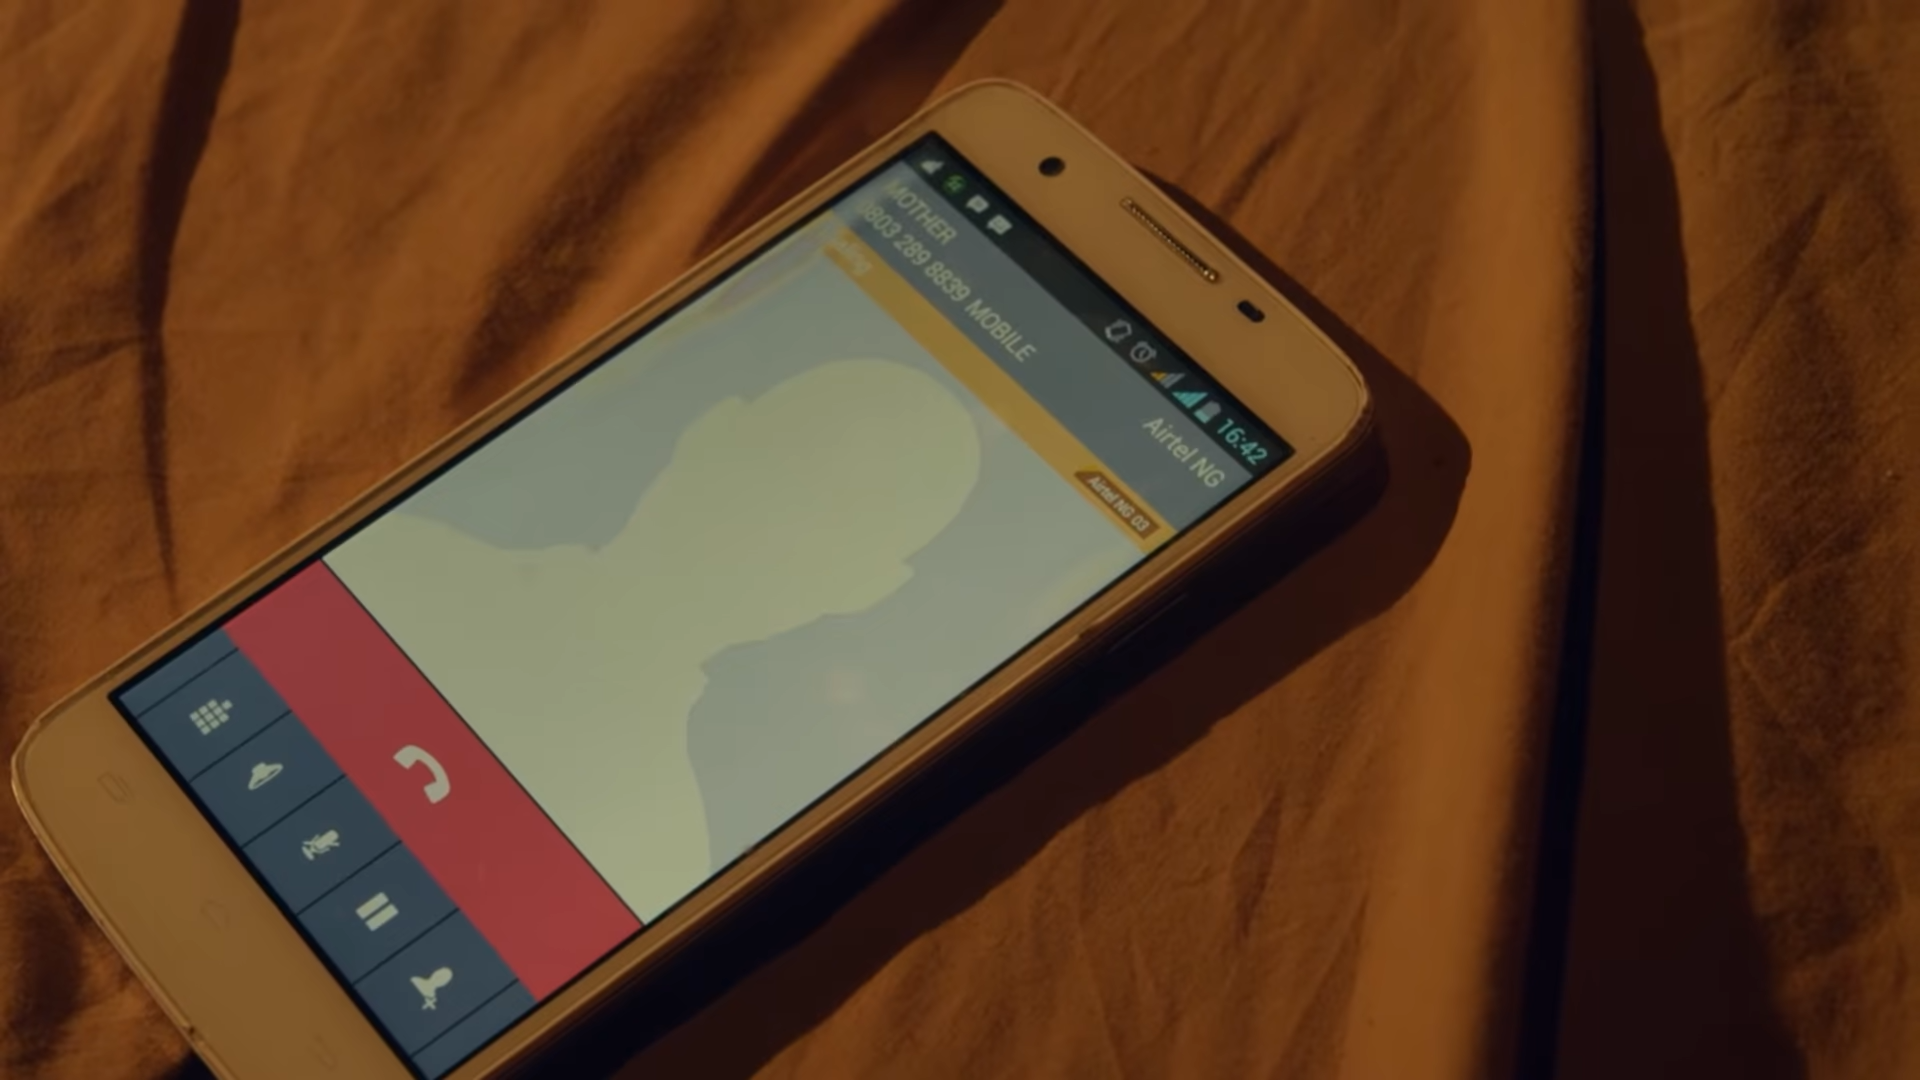 16:42
MOTHER
Airtel NG
0803 289 8839 MOBILE
Airtel NG 03